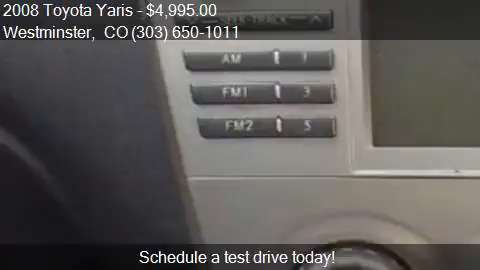 2008 Toyota Yaris - $4,995.00
Westminster, CO (303) 650-1011
AM 1
FM1 3
FM2 5
Schedule a test drive today!